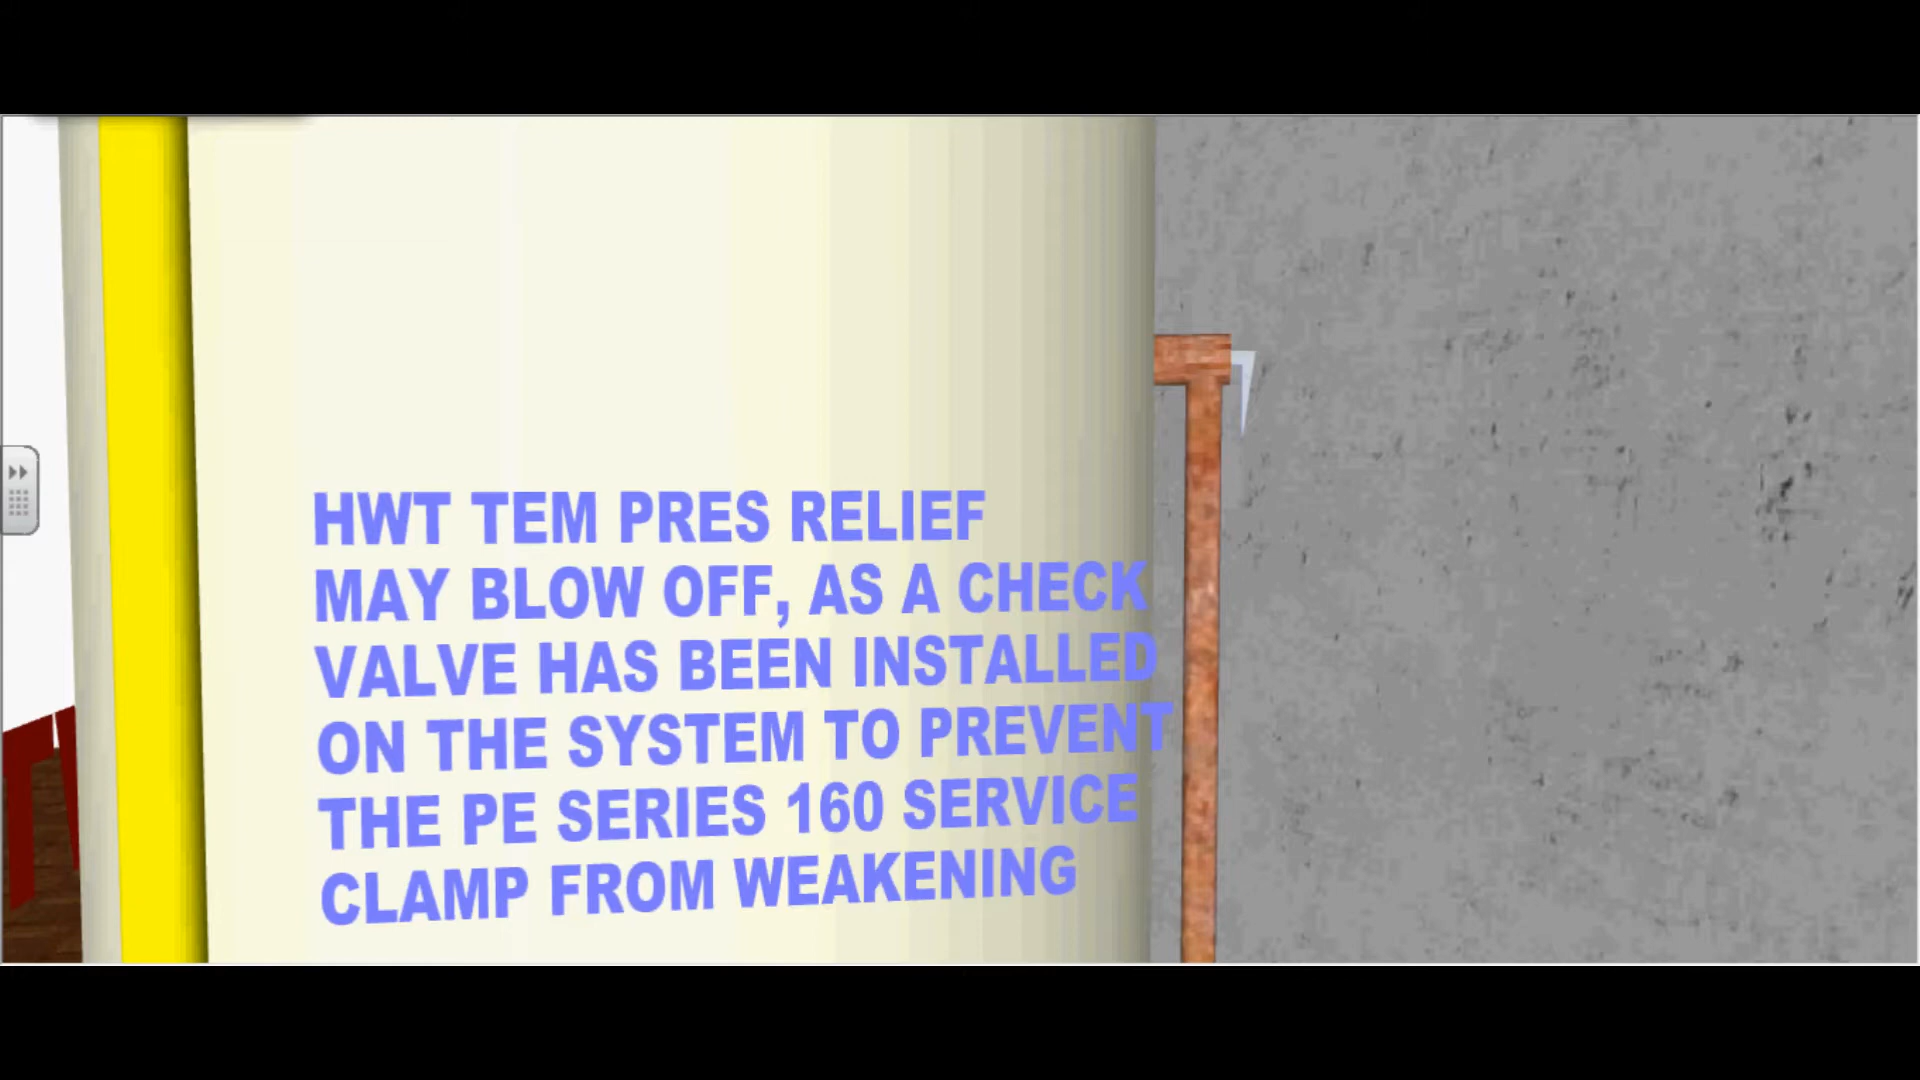 HWT TEM PRES RELIEF
MAY BLOW OFF, AS A CHECK
VALVE HAS BEEN INSTALLED
ON THE SYSTEM TO PREVENT
THE PE SERIES 160 SERVICE
CLAMP FROM WEAKENING